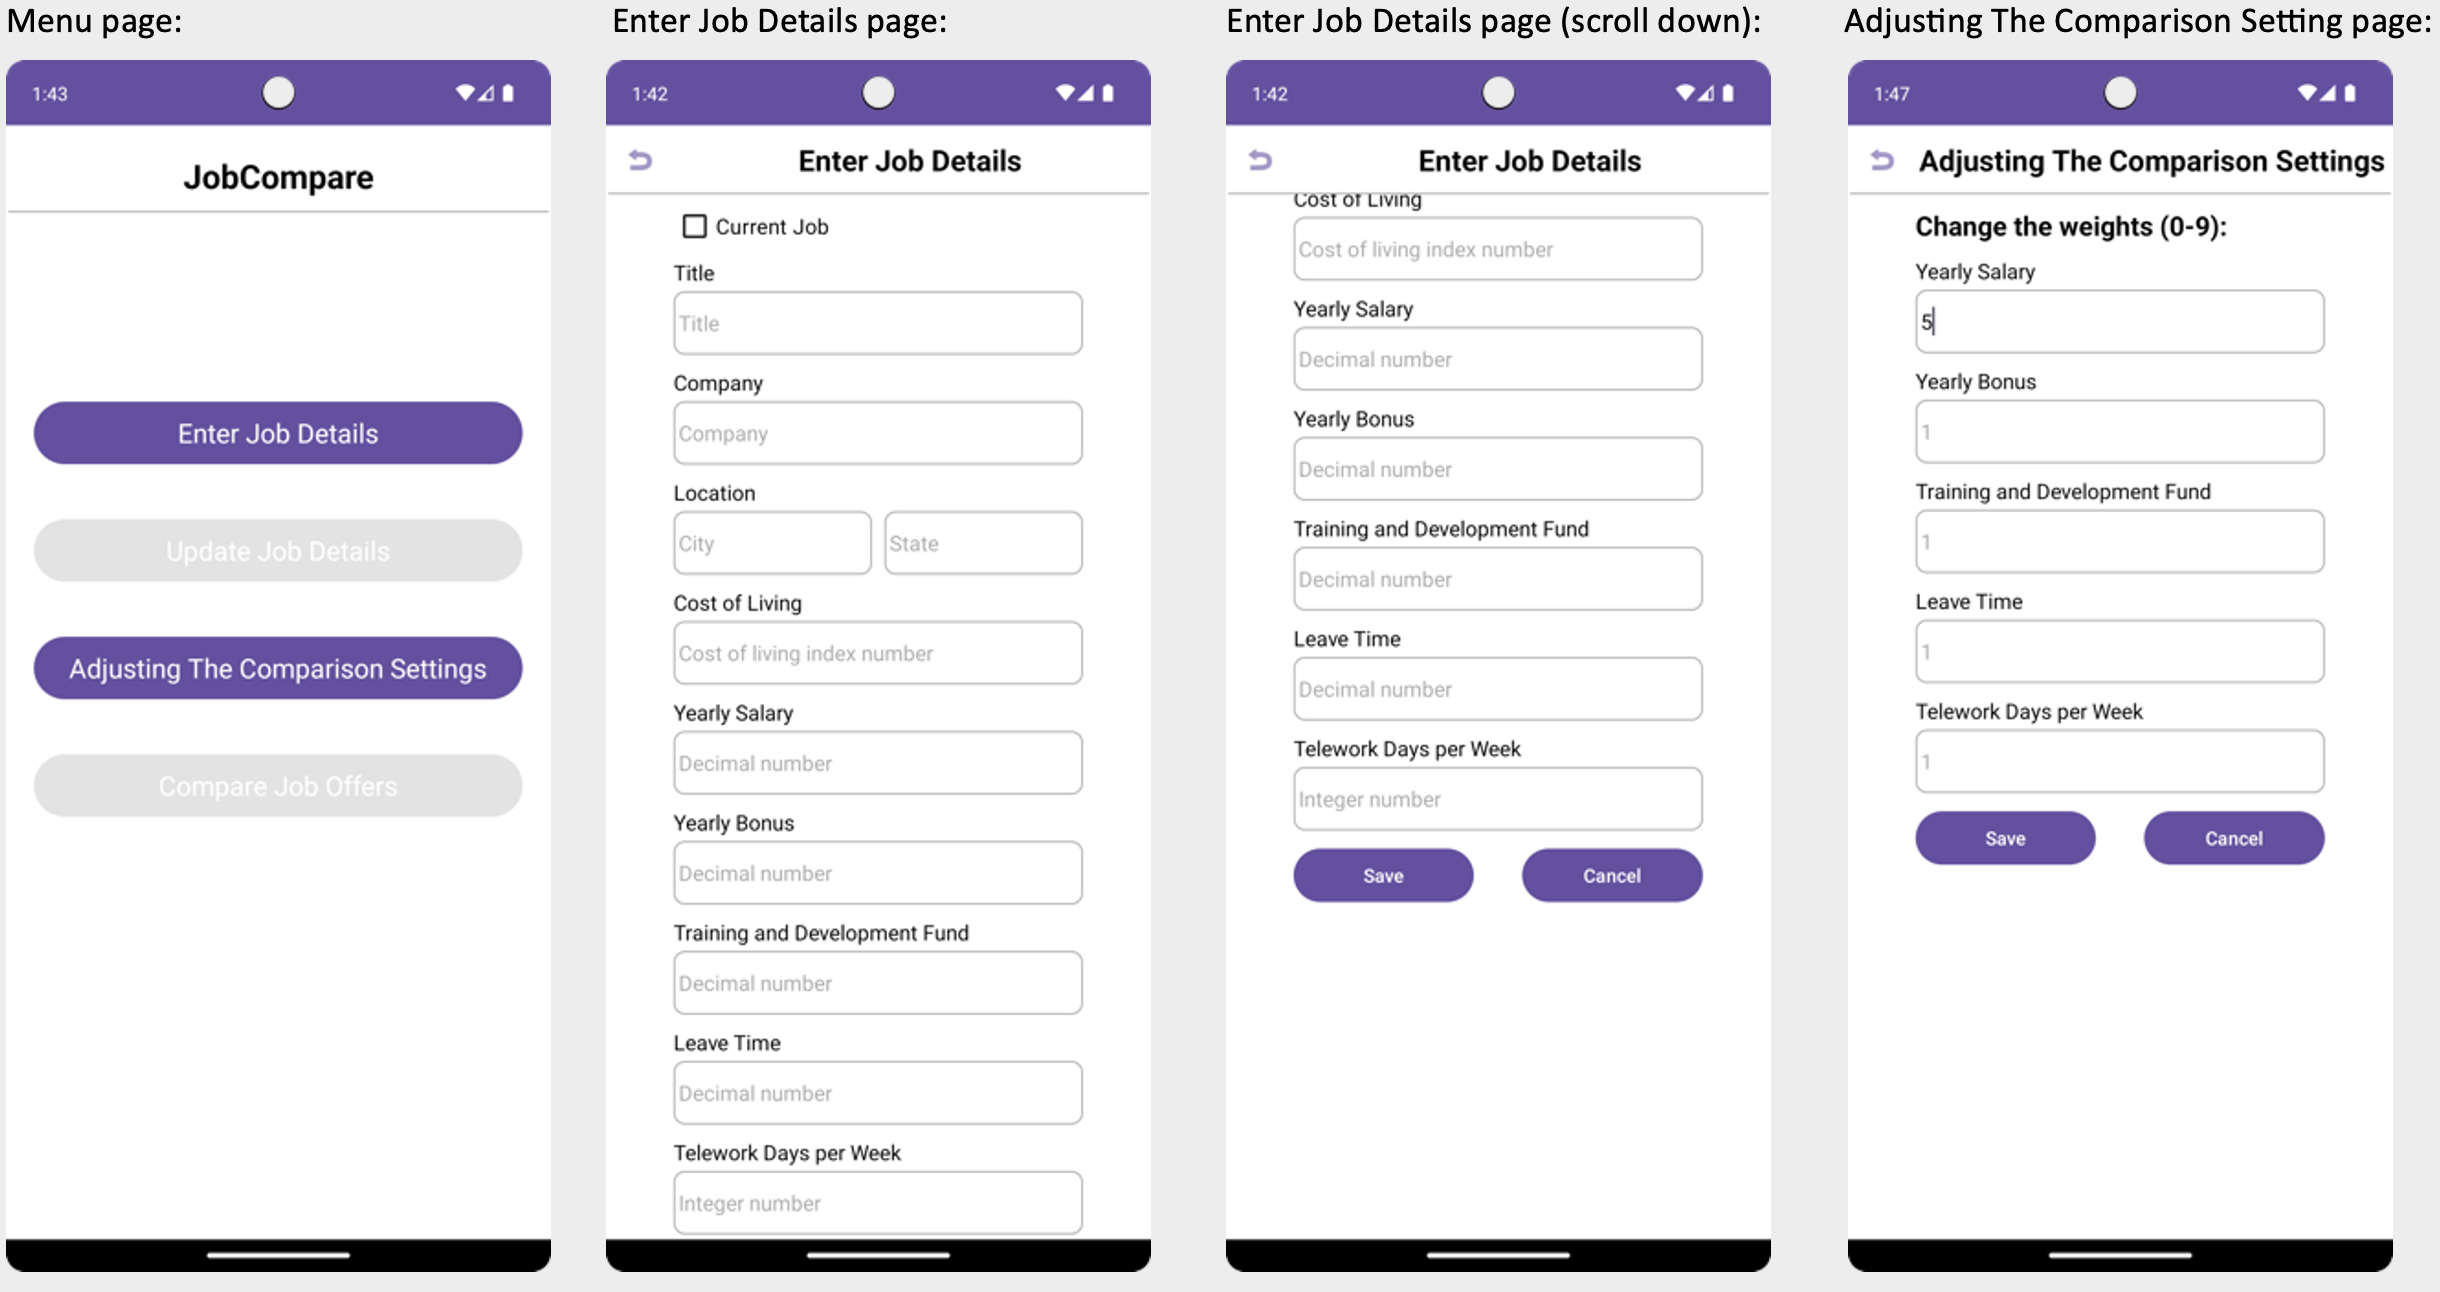 Menu page:
1:43
JobCompare
Enter Job Details
Update Job Details
Adjusting The Comparison Settings
Compare Job Offers
Enter Job Details page:
1:42
Enter Job Details
Current Job
Title
Title
Company
Company
Location
City State
Cost of Living
Cost of living index number
Yearly Salary
Decimal number
Yearly Bonus
Decimal number
Training and Development Fund
Decimal number
Leave Time
Decimal number
Telework Days per Week
Integer number
Enter Job Details page (scroll down):
1:42
Enter Job Details
Cost of Living
Cost of living index number
Yearly Salary
Decimal number
Yearly Bonus
Decimal number
Training and Development Fund
Decimal number
Leave Time
Decimal number
Telework Days per Week
Integer number
Save Cancel
Adjusting The Comparison Setting page:
1:47
Adjusting The Comparison Settings
Change the weights (0-9):
Yearly Salary
5
Yearly Bonus
1
Training and Development Fund
1
Leave Time
1
Telework Days per Week
1
Save Cancel